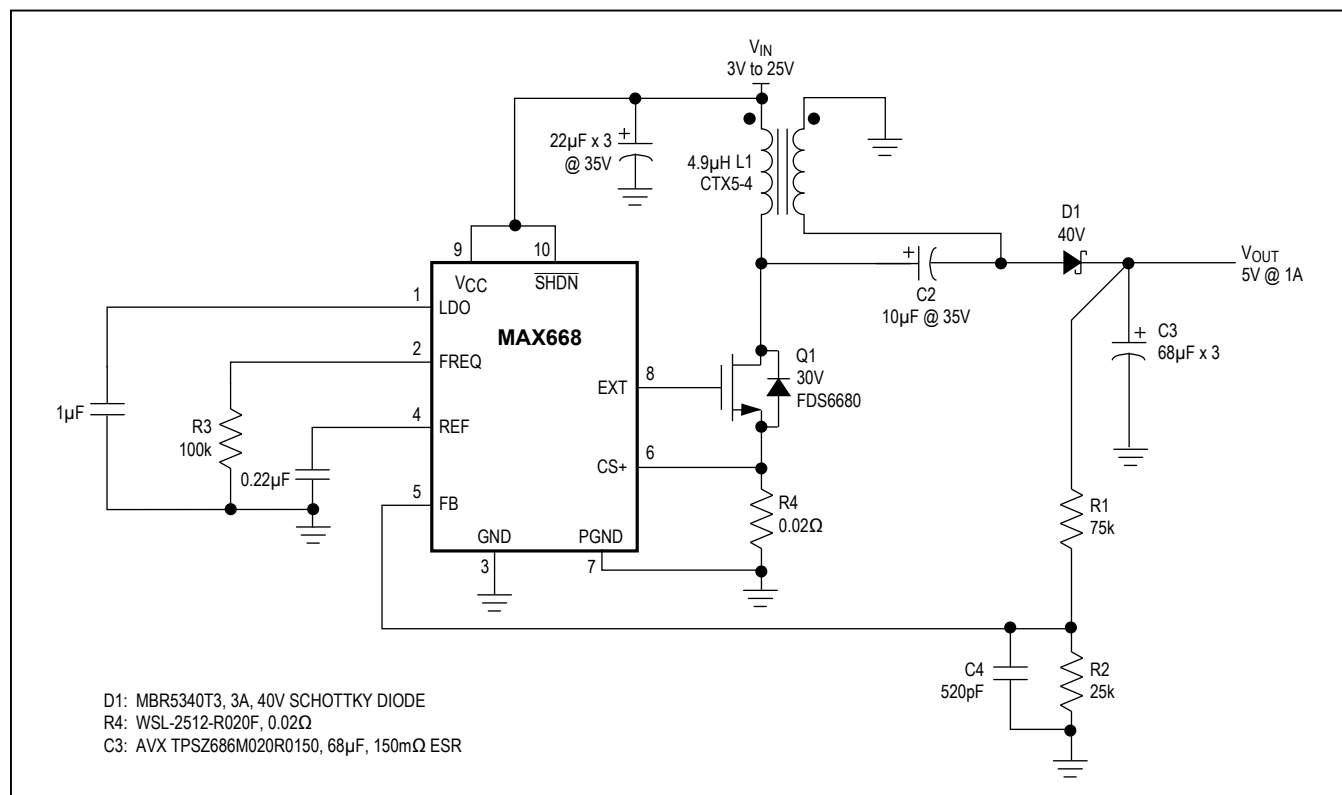 VIN
3V to 25V
22µF x 3
@ 35V
4.9µH L1
CTX5-4
D1
40V
VOUT
5V @ 1A
C2
10µF @ 35V
C3
68µF x 3
9
10
VCC
SHDN
1
LDO
MAX668
2
FREQ
EXT
8
Q1
30V
FDS6680
1µF
R3
100k
4
REF
0.22µF
CS+
6
5
FB
R4
0.02Ω
R1
75k
GND
PGND
3
7
C4
520pF
R2
25k
D1: MBR5340T3, 3A, 40V SCHOTTKY DIODE
R4: WSL-2512-R020F, 0.02Ω
C3: AVX TPSZ686M020R0150, 68µF, 150mΩ ESR